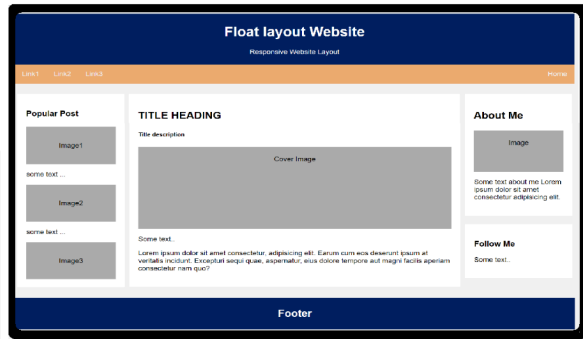 Float layout Website
Responsive Website Layout
Link1 Link2 Link3 Home
Popular Post
Image1
some text ...
Image2
some text ...
Image3
TITLE HEADING
Title description
Cover Image
Some text..
Lorem ipsum dolor sit amet consectetur, adipisicing elit. Earum cum eos deserunt ipsum at
veritatis incidunt. Excepturi sequi quae, aspernatur, eius dolore tempore aut magni facilis aperiam
consectetur nam quo?
About Me
Image
Some text about me Lorem
ipsum dolor sit amet
consectetur adipisicing elit.
Follow Me
Some text..
Footer